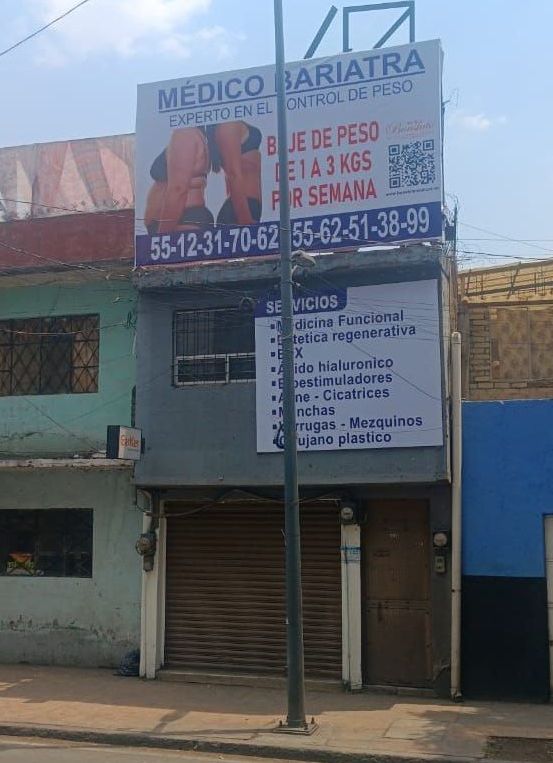 MÉDICO BARIATRA
EXPERTO EN EL CONTROL DE PESO
BAJE DE PESO
DE 1 A 3 KGS
POR SEMANA
55-12-31-70-62 55-62-51-38-99
SERVICIOS
Medicina Functional
Estetica regenerativa
Acido hialuronico
Bioestimuladores
Acne - Cicatrices
Manchas
Verrugas - Mezquinos
Cirujano plastico